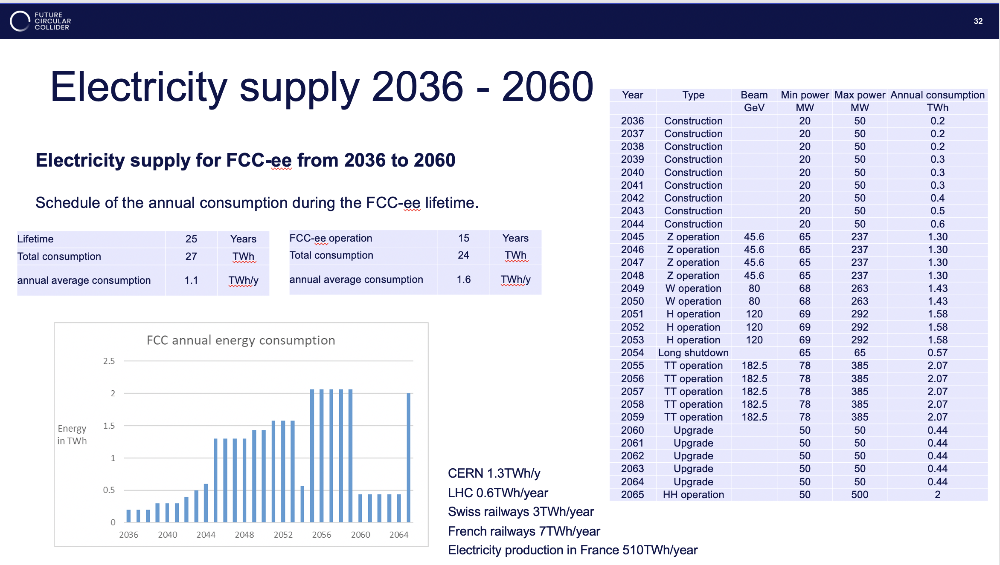 FUTURE
CIRCULAR
COLLIDER
32
Electricity supply 2036 - 2060
Electricity supply for FCC-ee from 2036 to 2060
Schedule of the annual consumption during the FCC-ee lifetime.
Lifetime 25 Years
Total consumption 27 TWh
annual average consumption 1.1 TWh/y
FCC-ee operation 15 Years
Total consumption 24 TWh
annual average consumption 1.6 TWh/y
FCC annual energy consumption
2.5
2
1.5
1
0.5
0
Energy
in TWh
2036 2040 2044 2048 2052 2056 2060 2064
CERN 1.3TWh/y
LHC 0.6TWh/year
Swiss railways 3TWh/year
French railways 7TWh/year
Electricity production in France 510TWh/year
Year Type Beam Min power Max power Annual consumption
GeV MW MW TWh
2036 Construction 20 50 0.2
2037 Construction 20 50 0.2
2038 Construction 20 50 0.2
2039 Construction 20 50 0.3
2040 Construction 20 50 0.3
2041 Construction 20 50 0.3
2042 Construction 20 50 0.4
2043 Construction 20 50 0.5
2044 Construction 20 50 0.6
2045 Z operation 45.6 65 237 1.30
2046 Z operation 45.6 65 237 1.30
2047 Z operation 45.6 65 237 1.30
2048 Z operation 45.6 65 237 1.30
2049 W operation 80 68 263 1.43
2050 W operation 80 68 263 1.43
2051 H operation 120 69 292 1.58
2052 H operation 120 69 292 1.58
2053 H operation 120 69 292 1.58
2054 Long shutdown 65 65 0.57
2055 TT operation 182.5 78 385 2.07
2056 TT operation 182.5 78 385 2.07
2057 TT operation 182.5 78 385 2.07
2058 TT operation 182.5 78 385 2.07
2059 TT operation 182.5 78 385 2.07
2060 Upgrade 50 50 0.44
2061 Upgrade 50 50 0.44
2062 Upgrade 50 50 0.44
2063 Upgrade 50 50 0.44
2064 Upgrade 50 50 0.44
2065 HH operation 50 500 2